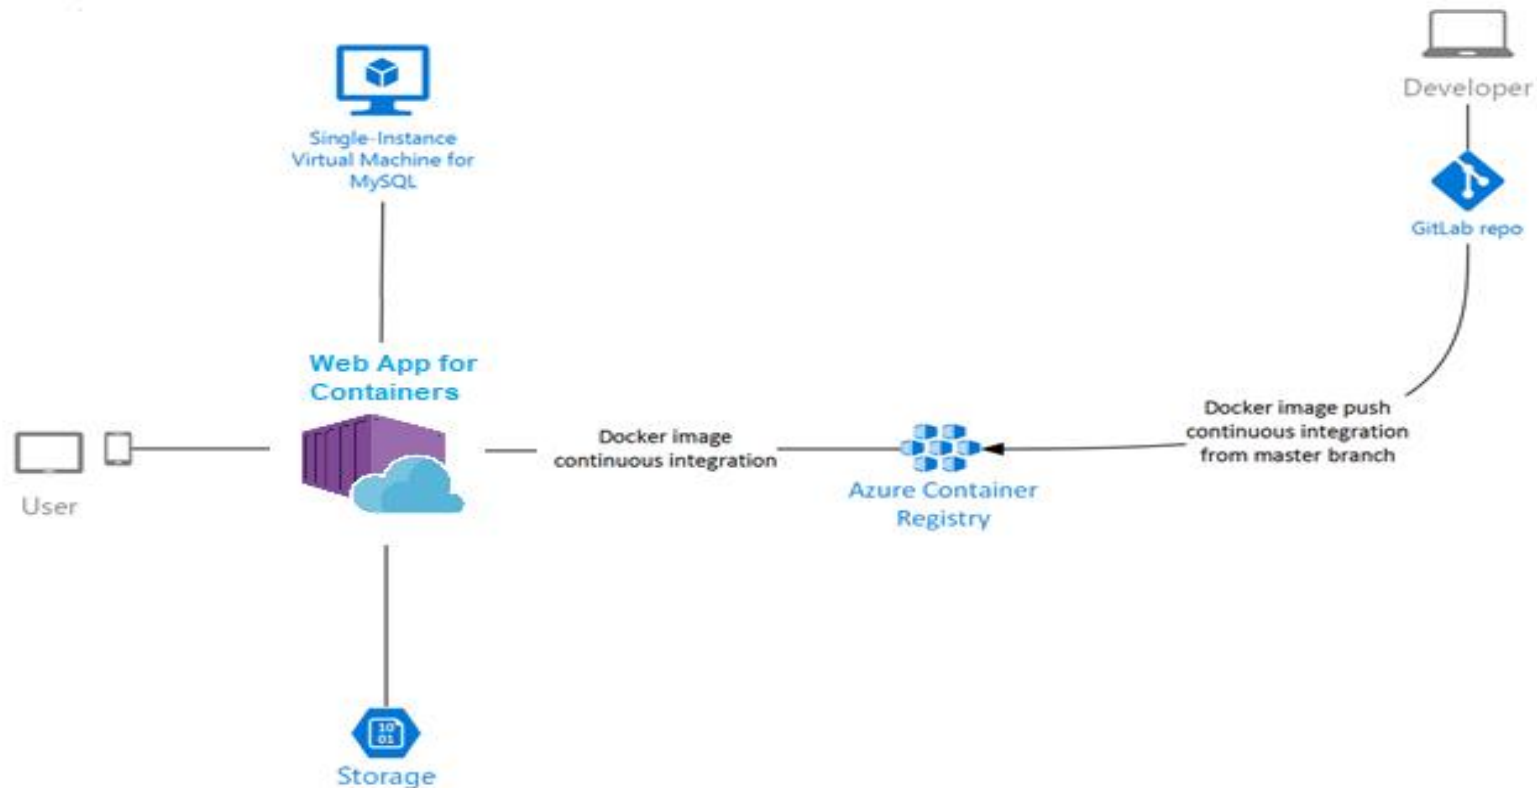 Developer
Single-Instance
Virtual Machine for
MySQL
GitLab repo
Web App for
Containers
Docker image push
continuous integration
from master branch
Docker image
continuous integration
User
Azure Container
Registry
10
01
Storage